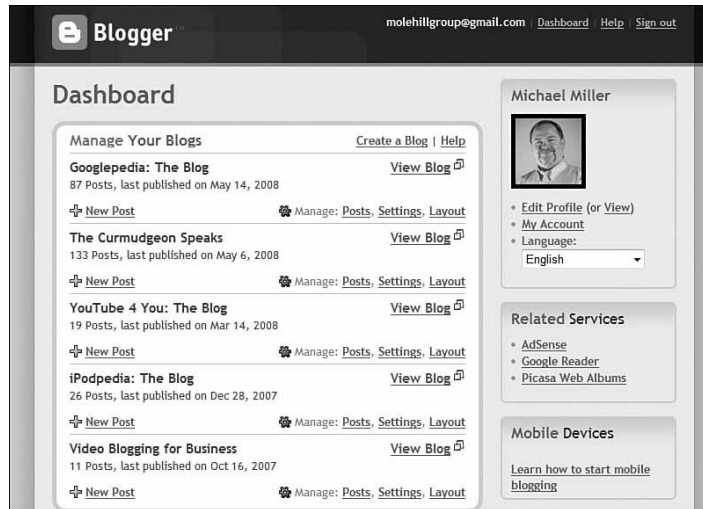 Blogger™
molehillgroup@gmail.com | Dashboard | Help | Sign out
Dashboard
Manage Your Blogs Create a Blog | Help
Googlepedia: The Blog View Blog
87 Posts, last published on May 14, 2008
New Post Manage: Posts, Settings, Layout
The Curmudgeon Speaks View Blog
133 Posts, last published on May 6, 2008
New Post Manage: Posts, Settings, Layout
YouTube 4 You: The Blog View Blog
19 Posts, last published on Mar 14, 2008
New Post Manage: Posts, Settings, Layout
iPodpedia: The Blog View Blog
26 Posts, last published on Dec 28, 2007
New Post Manage: Posts, Settings, Layout
Video Blogging for Business View Blog
11 Posts, last published on Oct 16, 2007
New Post Manage: Posts, Settings, Layout
Michael Miller
Edit Profile (or View)
My Account
Language:
English
Related Services
AdSense
Google Reader
Picasa Web Albums
Mobile Devices
Learn how to start mobile
blogging